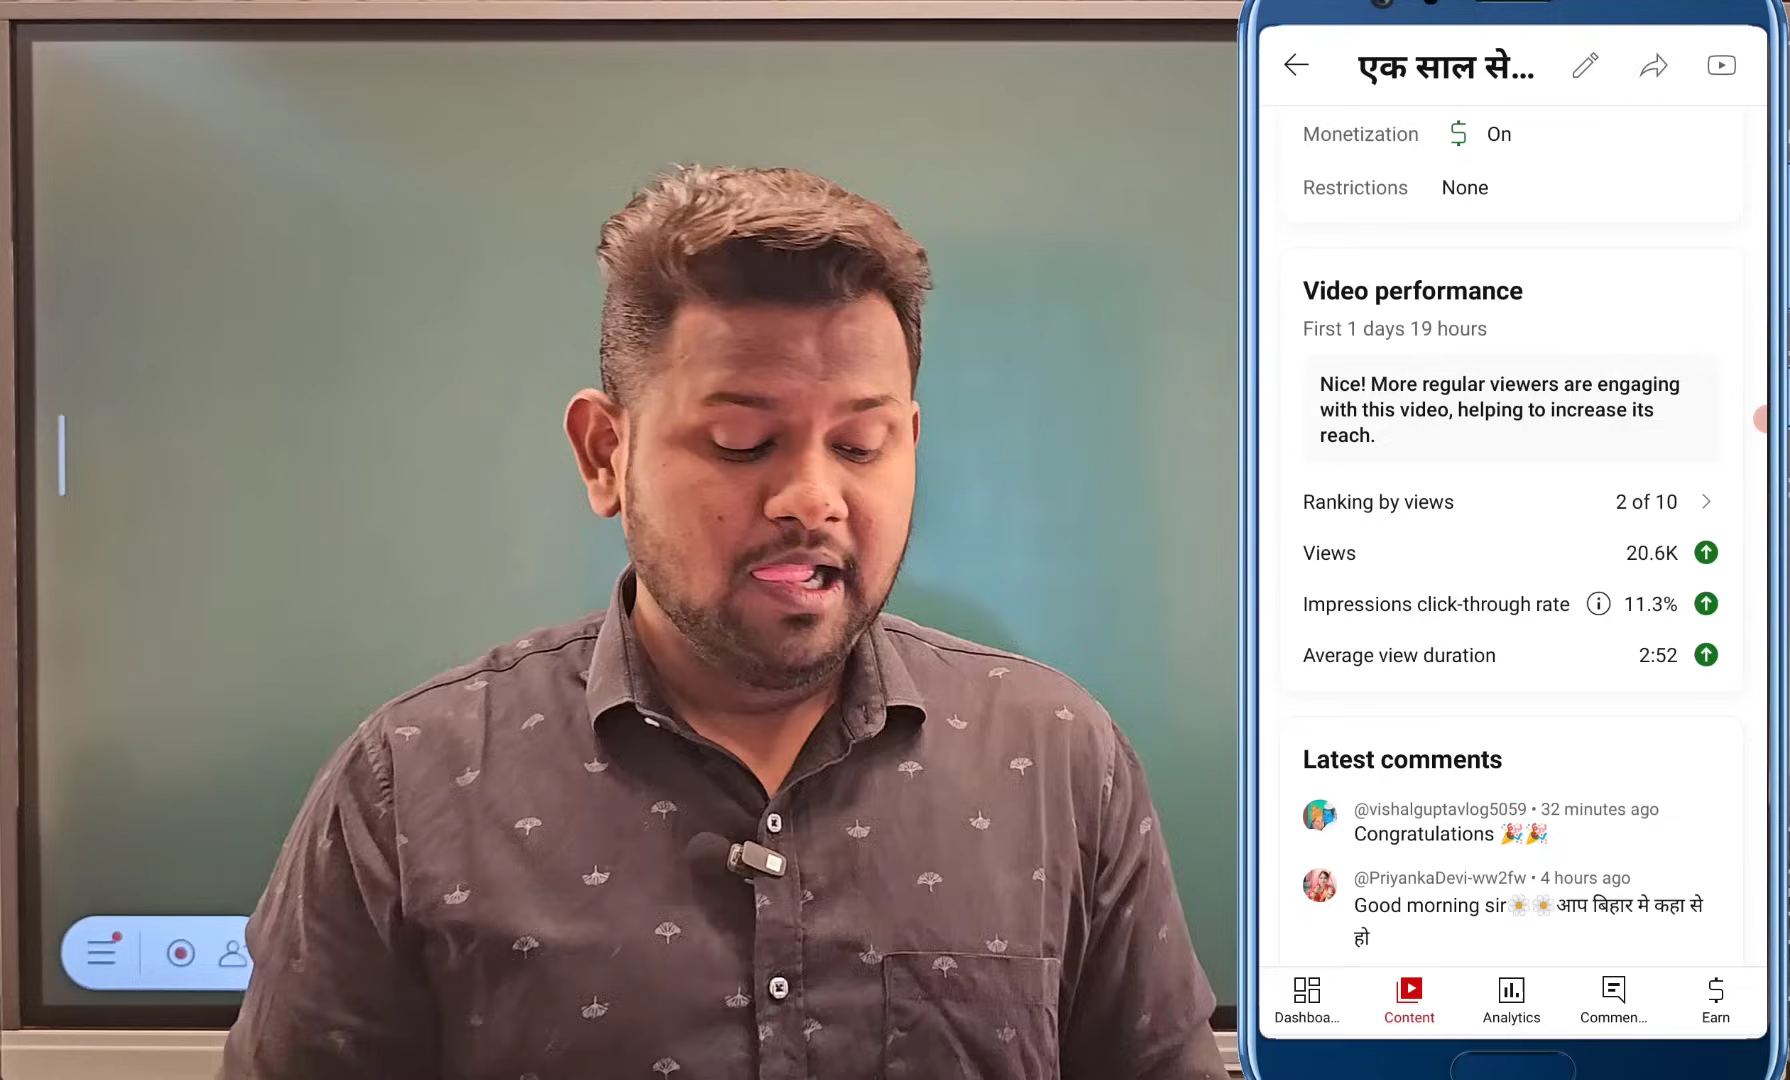 एक साल से...
Monetization On
Restrictions None
Video performance
First 1 days 19 hours
Nice! More regular viewers are engaging
with this video, helping to increase its
reach.
Ranking by views 2 of 10
Views 20.6K
Impressions click-through rate 11.3%
Average view duration 2:52
Latest comments
@vishalguptavlog5059 • 32 minutes ago
Congratulations 🎉🎉
@PriyankaDevi-ww2fw • 4 hours ago
Good morning sir🌼🌼आप बिहार मे कहा से
हो
Dashboa... Content Analytics Commen... Earn